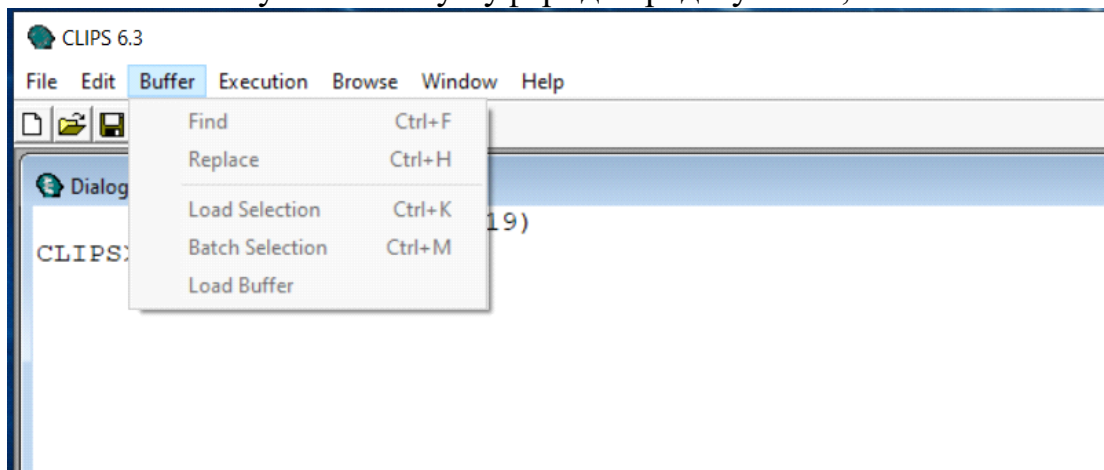 CLIPS 6.3
File Edit Buffer Execution Browse Window Help
Find Ctrl+F
Replace Ctrl+H
Dialog
Load Selection Ctrl+K
19)
Batch Selection Ctrl+M
CLIPS
Load Buffer